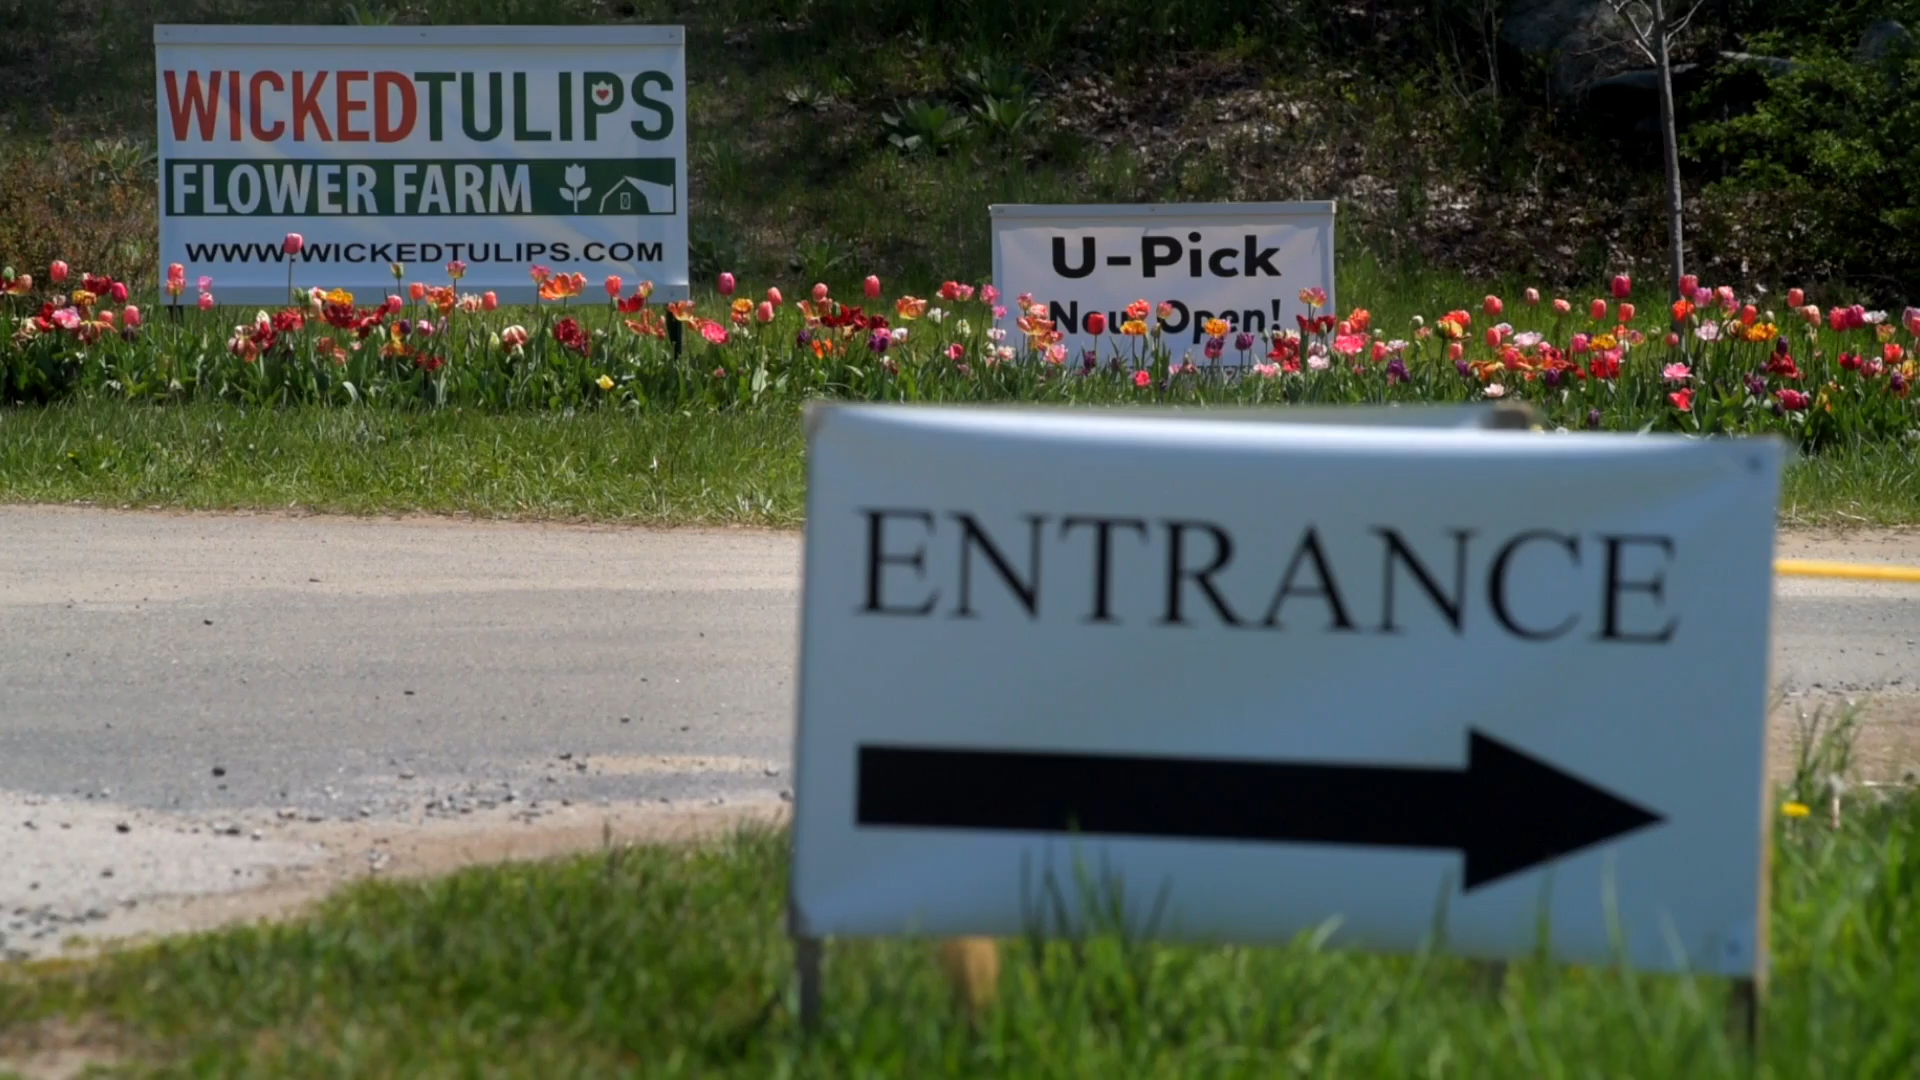 WICKEDTULIPS
FLOWER FARM
WWW.WICKEDTULIPS.COM
U-Pick
Now Open!
ENTRANCE